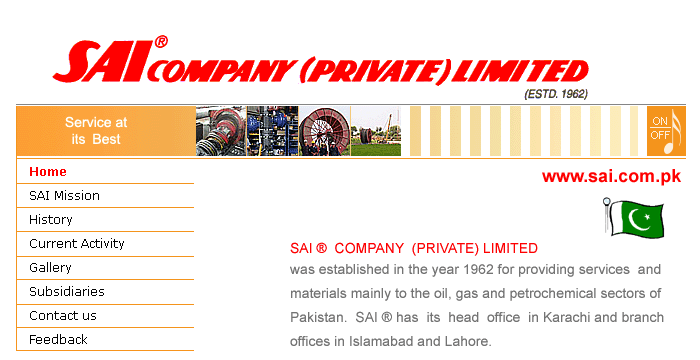 SAI® COMPANY (PRIVATE) LIMITED
(ESTD. 1962)
Service at
its Best
ON
OFF
Home
SAI Mission
History
Current Activity
Gallery
Subsidiaries
Contact us
Feedback
www.sai.com.pk
SAI ® COMPANY (PRIVATE) LIMITED
was established in the year 1962 for providing services and
materials mainly to the oil, gas and petrochemical sectors of
Pakistan. SAI ® has its head office in Karachi and branch
offices in Islamabad and Lahore.